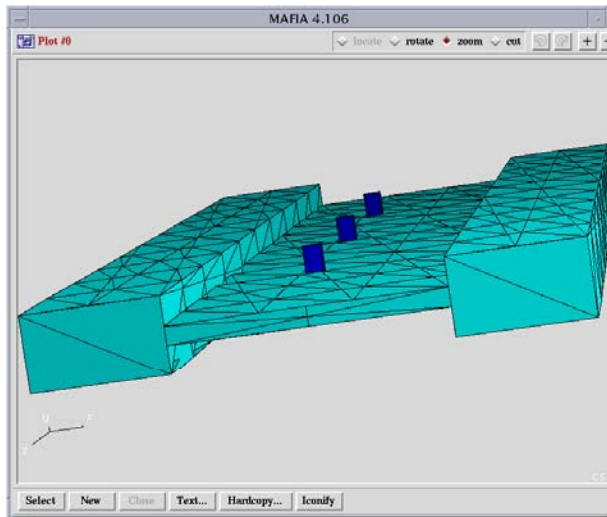 MAFIA 4.106
Plot #0
locate rotate zoom cut
Select New Close Text... Hardcopy... Iconify